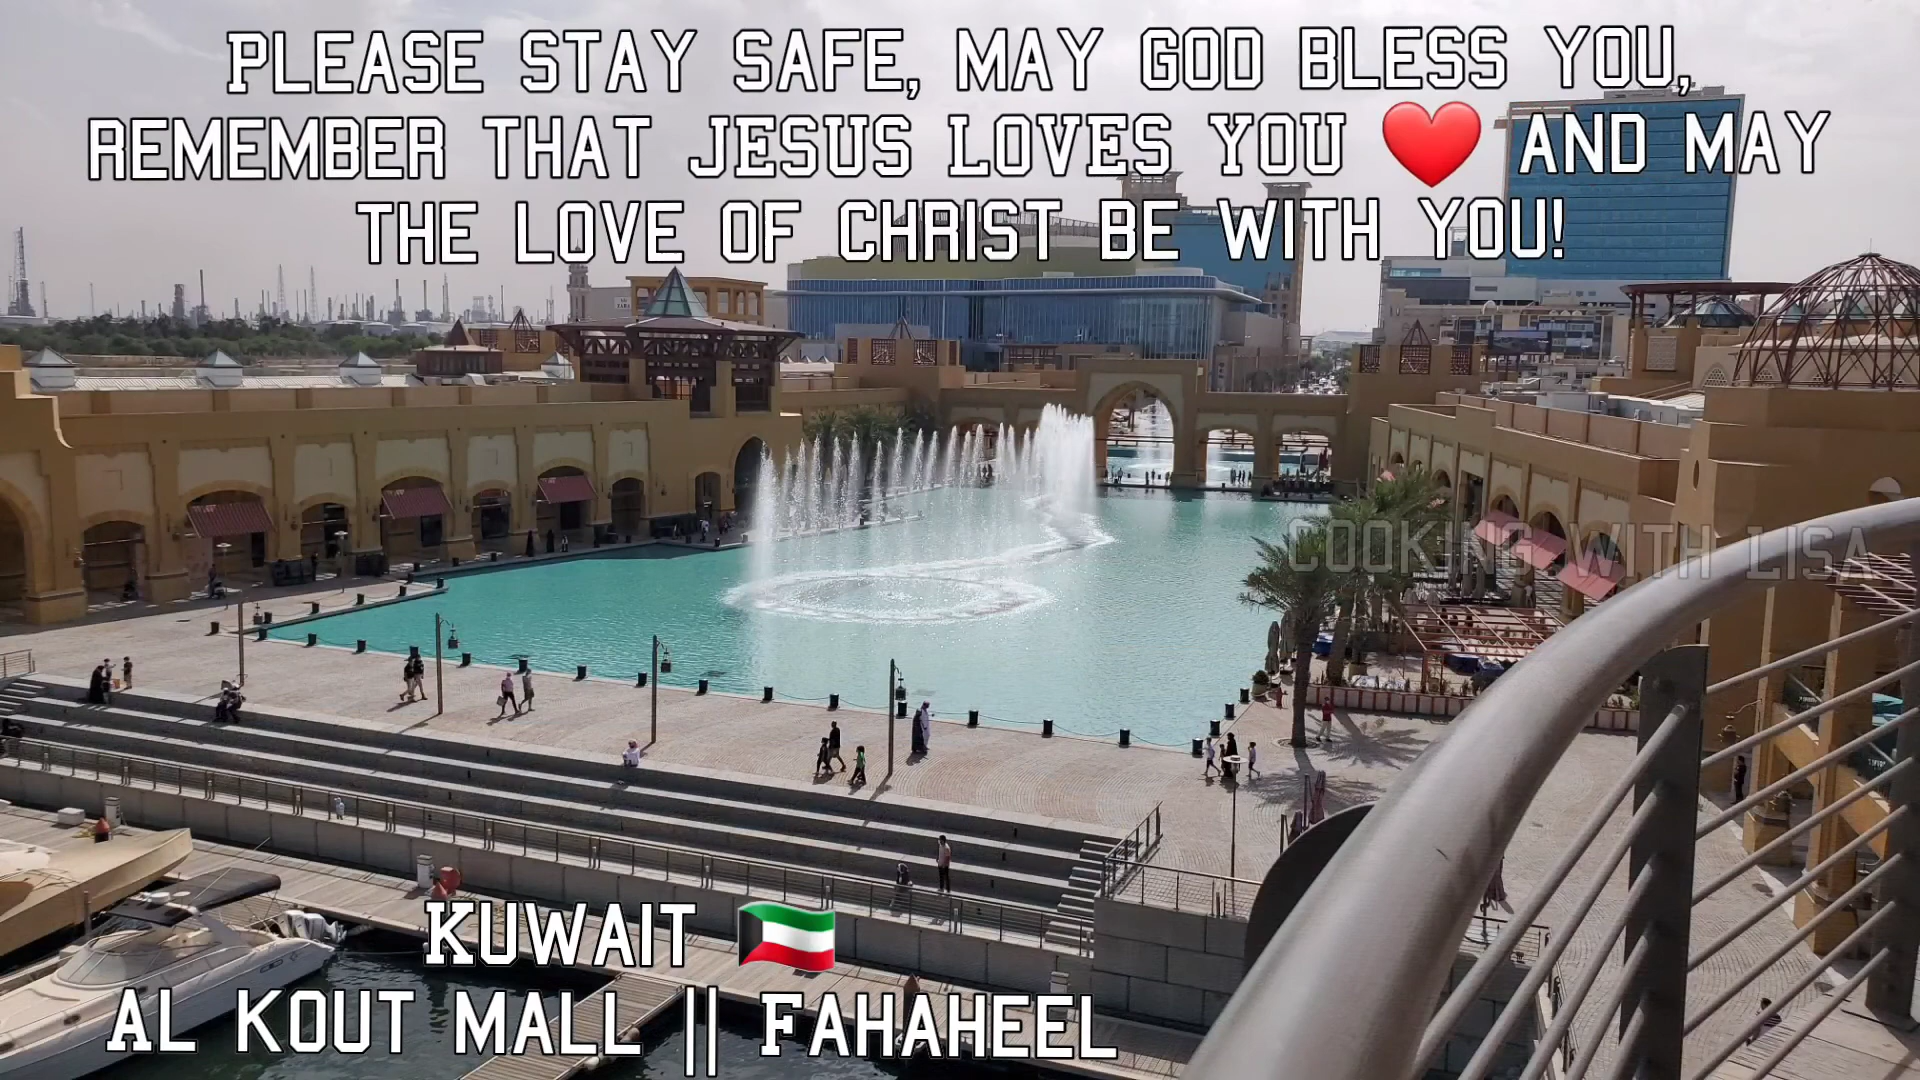 PLEASE STAY SAFE, MAY GOD BLESS YOU,
REMEMBER THAT JESUS LOVES YOU ❤️ AND MAY
THE LOVE OF CHRIST BE WITH YOU!
COOKING WITH LISA
KUWAIT 🇰🇼
AL KOUT MALL || FAHAHEEL